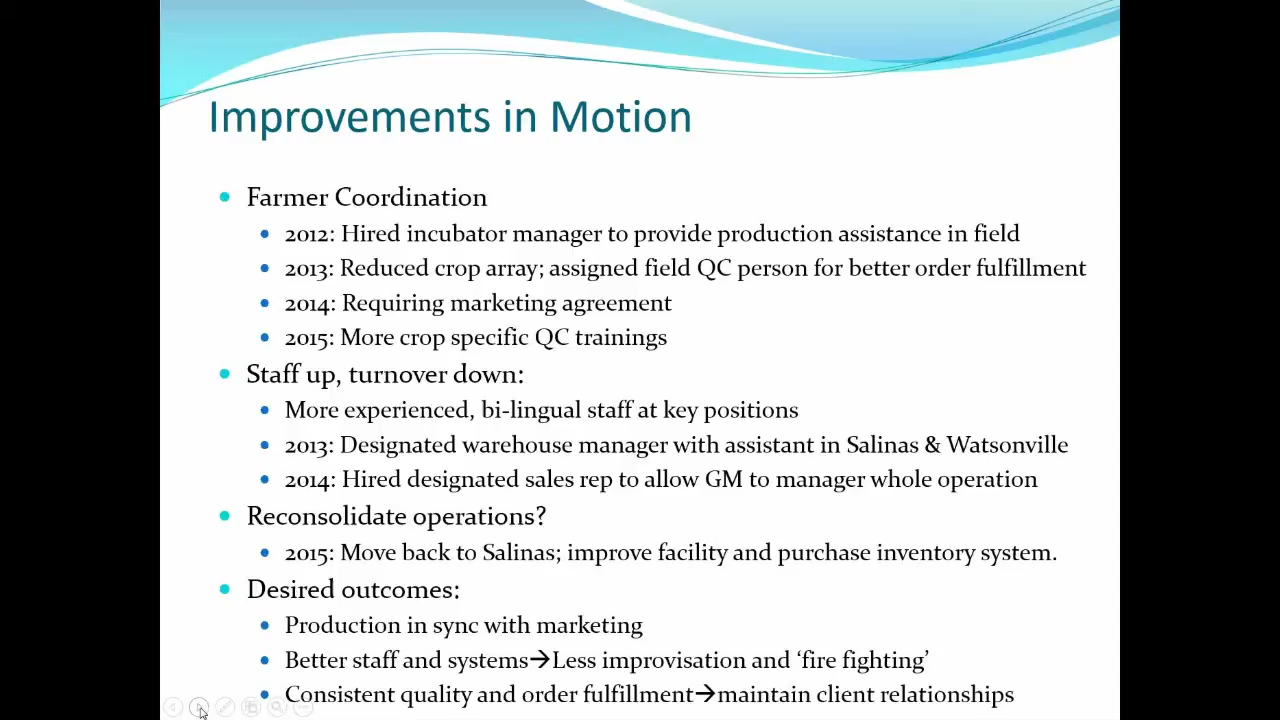 Improvements in Motion
Farmer Coordination
2012: Hired incubator manager to provide production assistance in field
2013: Reduced crop array; assigned field QC person for better order fulfillment
2014: Requiring marketing agreement
2015: More crop specific QC trainings
Staff up, turnover down:
More experienced, bi-lingual staff at key positions
2013: Designated warehouse manager with assistant in Salinas & Watsonville
2014: Hired designated sales rep to allow GM to manager whole operation
Reconsolidate operations?
2015: Move back to Salinas; improve facility and purchase inventory system.
Desired outcomes:
Production in sync with marketing
Better staff and systems→Less improvisation and ‘fire fighting’
Consistent quality and order fulfillment→maintain client relationships